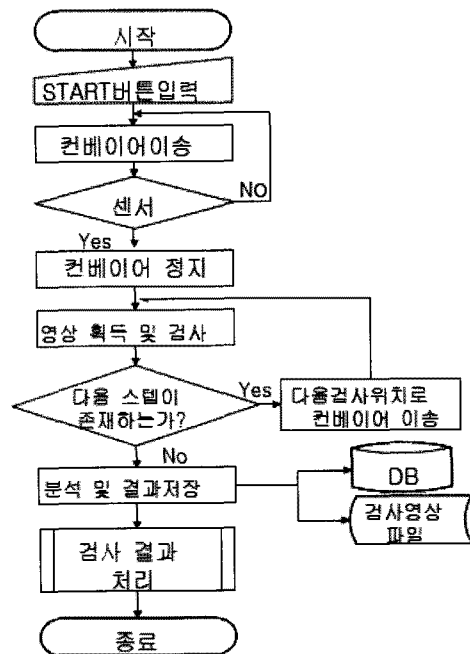 시작
START버튼입력
컨베이어이송
센서
No
Yes
컨베이어 정지
영상 획득 및 검사
다음 스텝이
존재하는가?
Yes
다음검사위치로
컨베이어 이송
No
분석 및 결과저장
DB
검사영상
파일
검사 결과
처리
종료